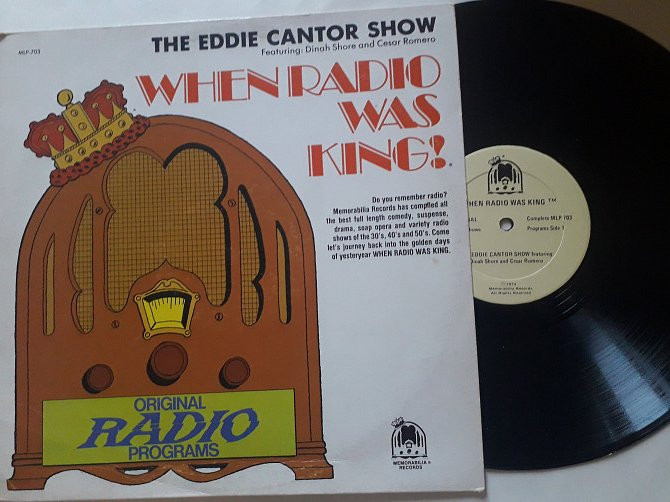 MLP-703
THE EDDIE CANTOR SHOW
Featuring: Dinah Shore and Cesar Romero
WHEN RADIO
WAS
KING!
Do you remember radio?
Memorabilia Records has compiled all
the best full length comedy, suspense,
drama, soap opera and variety radio
shows of the 30's, 40's and 50's. Come
let's journey back into the golden days
of yesteryear WHEN RADIO WAS KING.
ORIGINAL
RADIO
PROGRAMS
MEMORABILIA
RECORDS
WHEN RADIO WAS KING ™
Complete MLP 703
Programs Side 1
EDDIE CANTOR SHOW featuring
Dinah Shore and Cesar Romero
Memorabilia Records
All Rights Reserved